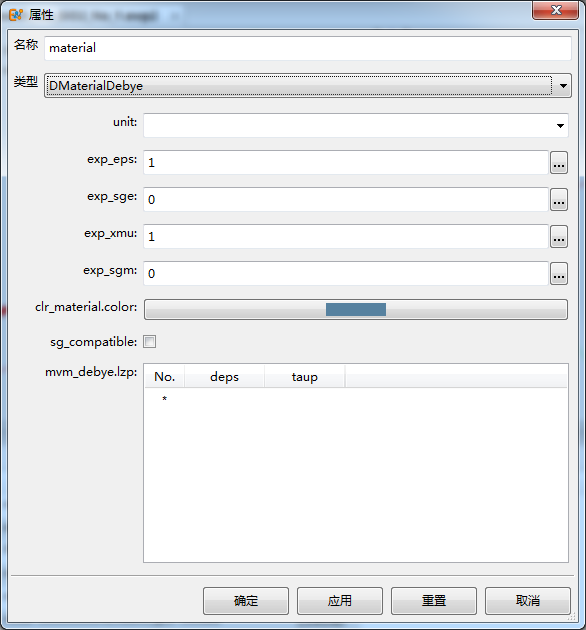 属性
名称
material
类型
DMaterialDebye
unit:
exp_eps:
1
...
exp_sge:
0
...
exp_xmu:
1
...
exp_sgm:
0
...
clr_material.color:
sg_compatible:
mvm_debye.lzp:
No.
deps
taup
*
确定
应用
重置
取消